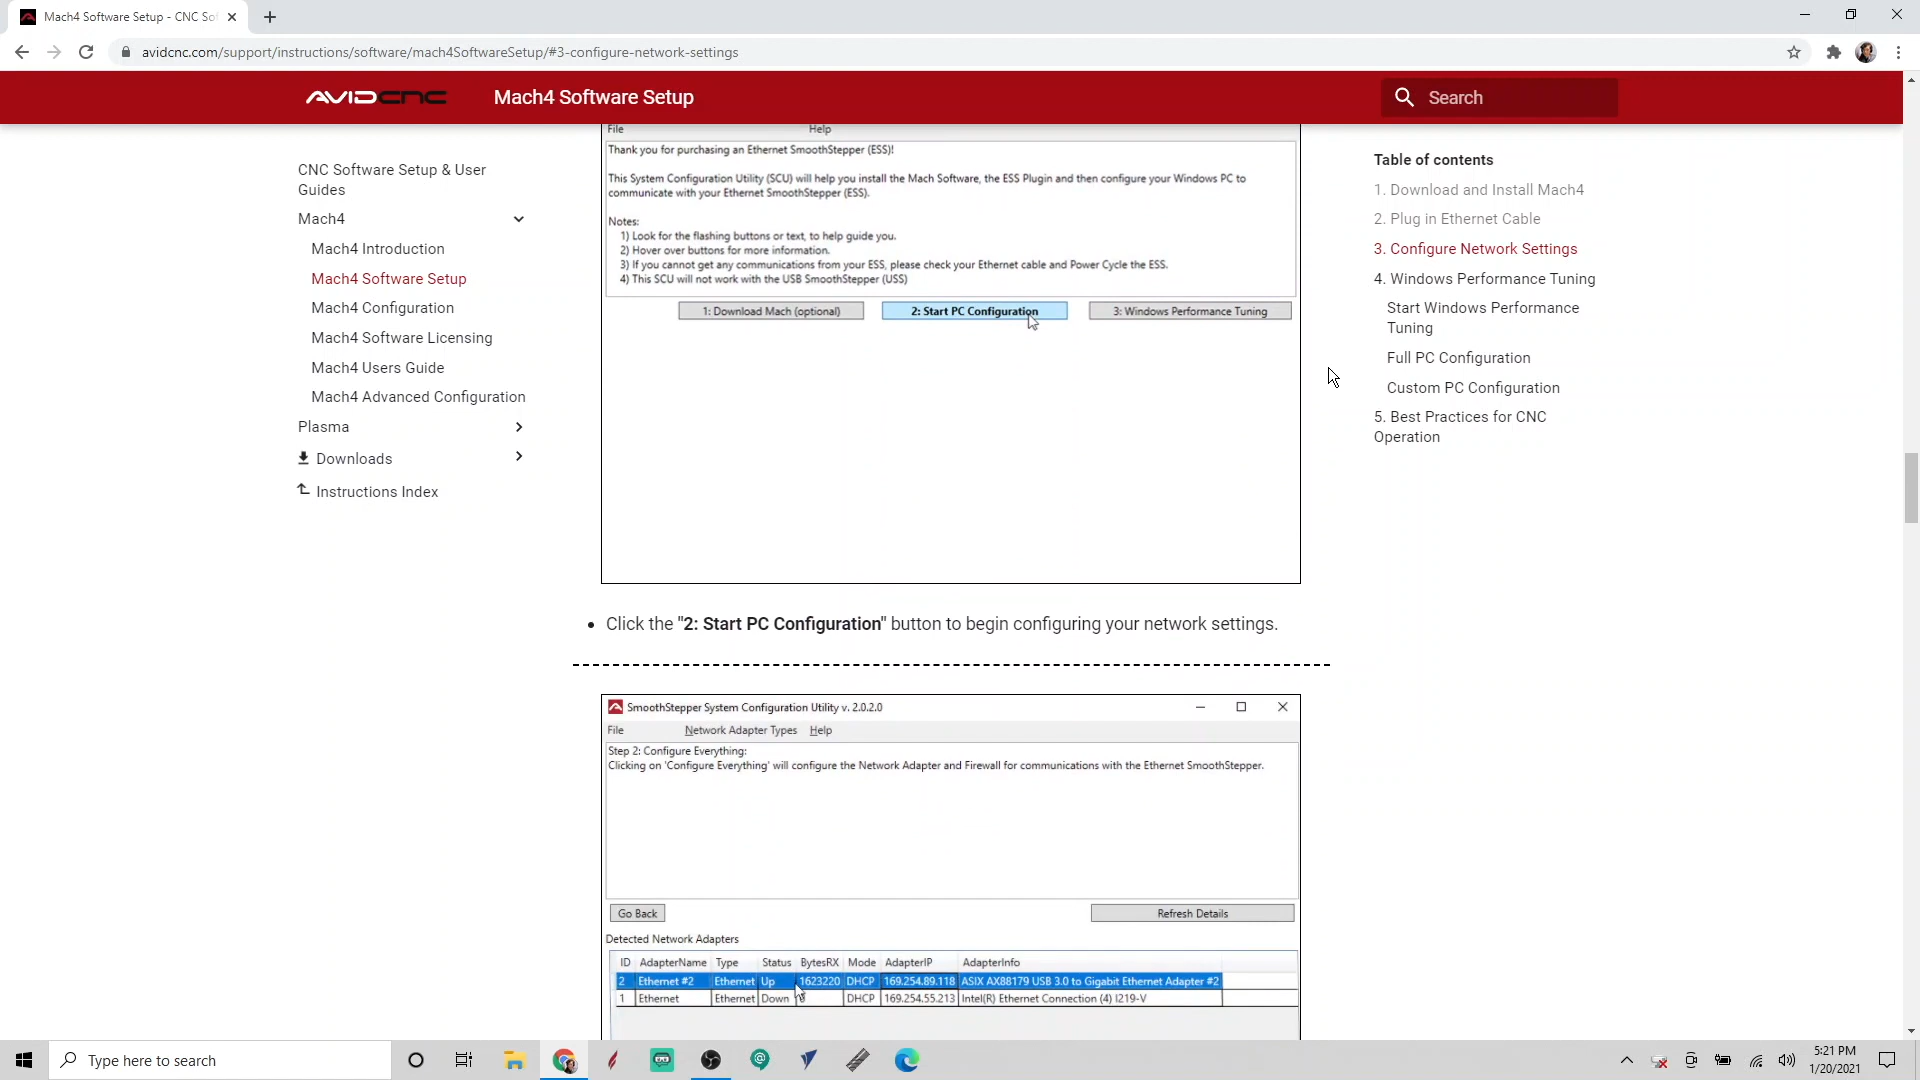 Mach4 Software Setup - CNC So
avidcnc.com/support/instructions/software/mach4SoftwareSetup/#3-configure-network-settings
AVIDCNC
Mach4 Software Setup
Search
CNC Software Setup & User
Guides
Mach4
Mach4 Introduction
Mach4 Software Setup
Mach4 Configuration
Mach4 Software Licensing
Mach4 Users Guide
Mach4 Advanced Configuration
Plasma
Downloads
Instructions Index
File Help
Thank you for purchasing an Ethernet SmoothStepper (ESS)!
This System Configuration Utility (SCU) will help you install the Mach Software, the ESS Plugin and then configure your Windows PC to
communicate with your Ethernet SmoothStepper (ESS).
Notes:
1) Look for the flashing buttons or text, to help guide you.
2) Hover over buttons for more information.
3) If you cannot get any communications from your ESS, please check your Ethernet cable and Power Cycle the ESS.
4) This SCU will not work with the USB SmoothStepper (USS)
1: Download Mach (optional) 2: Start PC Configuration 3: Windows Performance Tuning
• Click the "2: Start PC Configuration" button to begin configuring your network settings.
SmoothStepper System Configuration Utility v. 2.0.2.0
File Network Adapter Types Help
Step 2: Configure Everything:
Clicking on 'Configure Everything' will configure the Network Adapter and Firewall for communications with the Ethernet SmoothStepper.
Go Back Refresh Details
Detected Network Adapters
ID AdapterName Type Status BytesRX Mode AdapterIP AdapterInfo
2 Ethernet #2 Ethernet Up 1623220 DHCP 169.254.89.118 ASIX AX88179 USB 3.0 to Gigabit Ethernet Adapter #2
1 Ethernet Ethernet Down DHCP 169.254.55.213 Intel(R) Ethernet Connection (4) I219-V
Table of contents
1. Download and Install Mach4
2. Plug in Ethernet Cable
3. Configure Network Settings
4. Windows Performance Tuning
Start Windows Performance
Tuning
Full PC Configuration
Custom PC Configuration
5. Best Practices for CNC
Operation
Type here to search
5:21 PM
1/20/2021